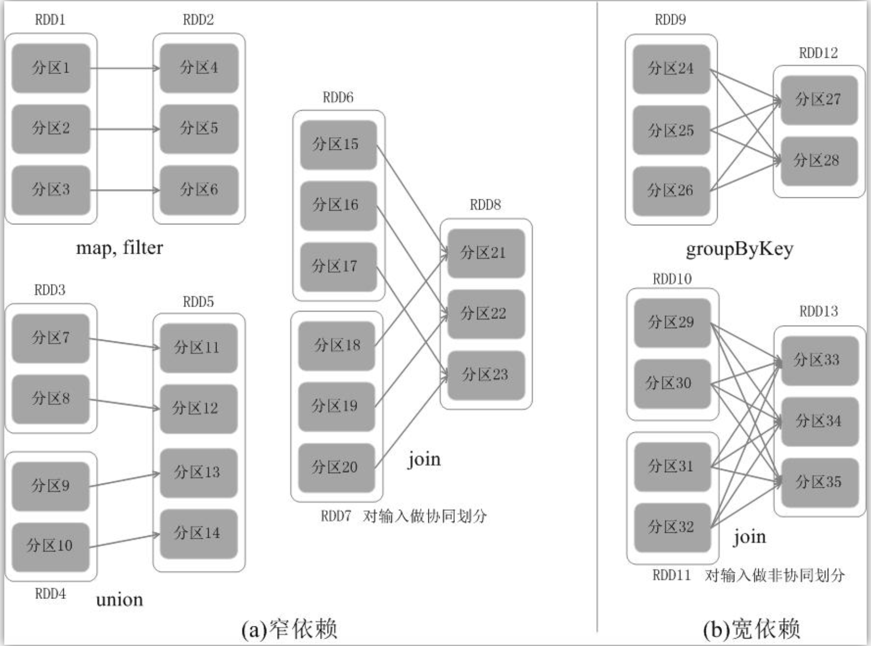 RDD1
分区1
分区2
分区3
RDD2
分区4
分区5
分区6
map, filter
RDD3
分区7
分区8
分区9
分区10
RDD4
RDD5
分区11
分区12
分区13
分区14
union
RDD6
分区15
分区16
分区17
分区18
分区19
分区20
RDD7 对输入做协同划分
RDD8
分区21
分区22
分区23
join
(a)窄依赖
RDD9
分区24
分区25
分区26
RDD12
分区27
分区28
groupByKey
RDD10
分区29
分区30
分区31
分区32
RDD11 对输入做非协同划分
RDD13
分区33
分区34
分区35
join
(b)宽依赖